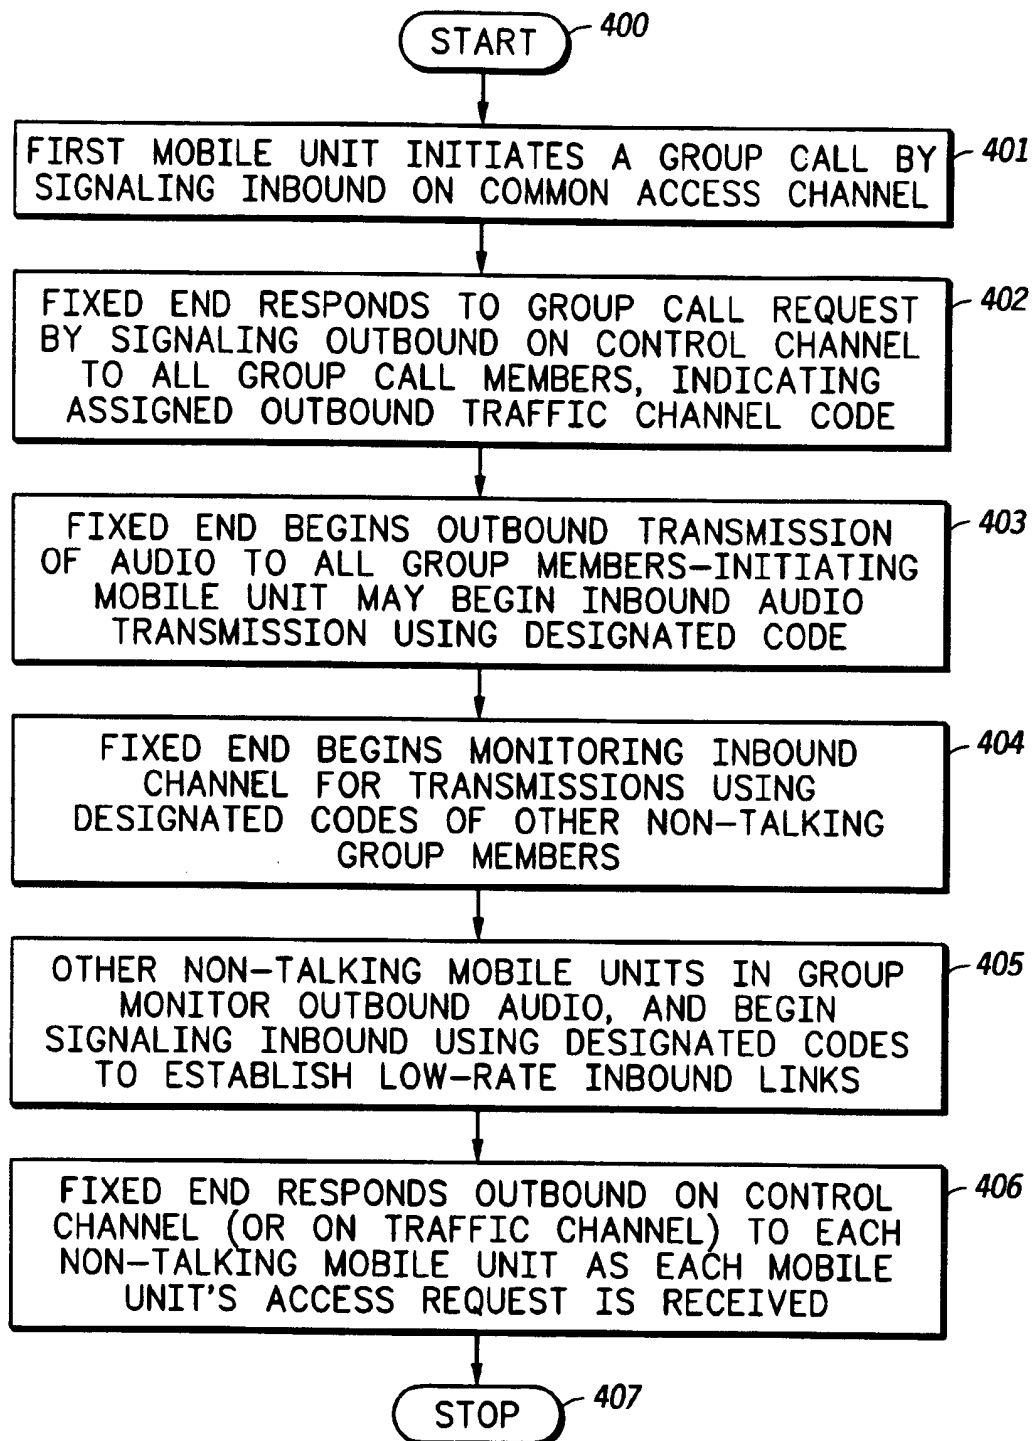 START
400
FIRST MOBILE UNIT INITIATES A GROUP CALL BY
SIGNALING INBOUND ON COMMON ACCESS CHANNEL
401
FIXED END RESPONDS TO GROUP CALL REQUEST
BY SIGNALING OUTBOUND ON CONTROL CHANNEL
TO ALL GROUP CALL MEMBERS, INDICATING
ASSIGNED OUTBOUND TRAFFIC CHANNEL CODE
402
FIXED END BEGINS OUTBOUND TRANSMISSION
OF AUDIO TO ALL GROUP MEMBERS-INITIATING
MOBILE UNIT MAY BEGIN INBOUND AUDIO
TRANSMISSION USING DESIGNATED CODE
403
FIXED END BEGINS MONITORING INBOUND
CHANNEL FOR TRANSMISSIONS USING
DESIGNATED CODES OF OTHER NON-TALKING
GROUP MEMBERS
404
OTHER NON-TALKING MOBILE UNITS IN GROUP
MONITOR OUTBOUND AUDIO, AND BEGIN
SIGNALING INBOUND USING DESIGNATED CODES
TO ESTABLISH LOW-RATE INBOUND LINKS
405
FIXED END RESPONDS OUTBOUND ON CONTROL
CHANNEL (OR ON TRAFFIC CHANNEL) TO EACH
NON-TALKING MOBILE UNIT AS EACH MOBILE
UNIT'S ACCESS REQUEST IS RECEIVED
406
STOP
407